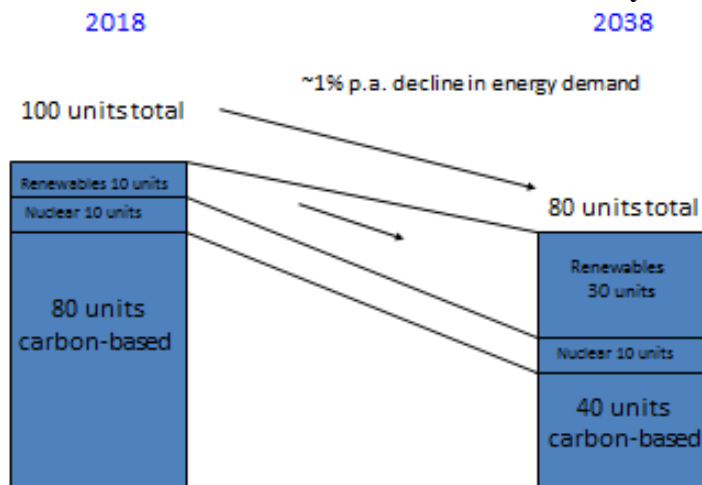 2018
2038
~1% p.a. decline in energy demand
100 units total
80 units total
Renewables 10 units
Nuclear 10 units
80 units
carbon-based
Renewables
30 units
Nuclear 10 units
40 units
carbon-based